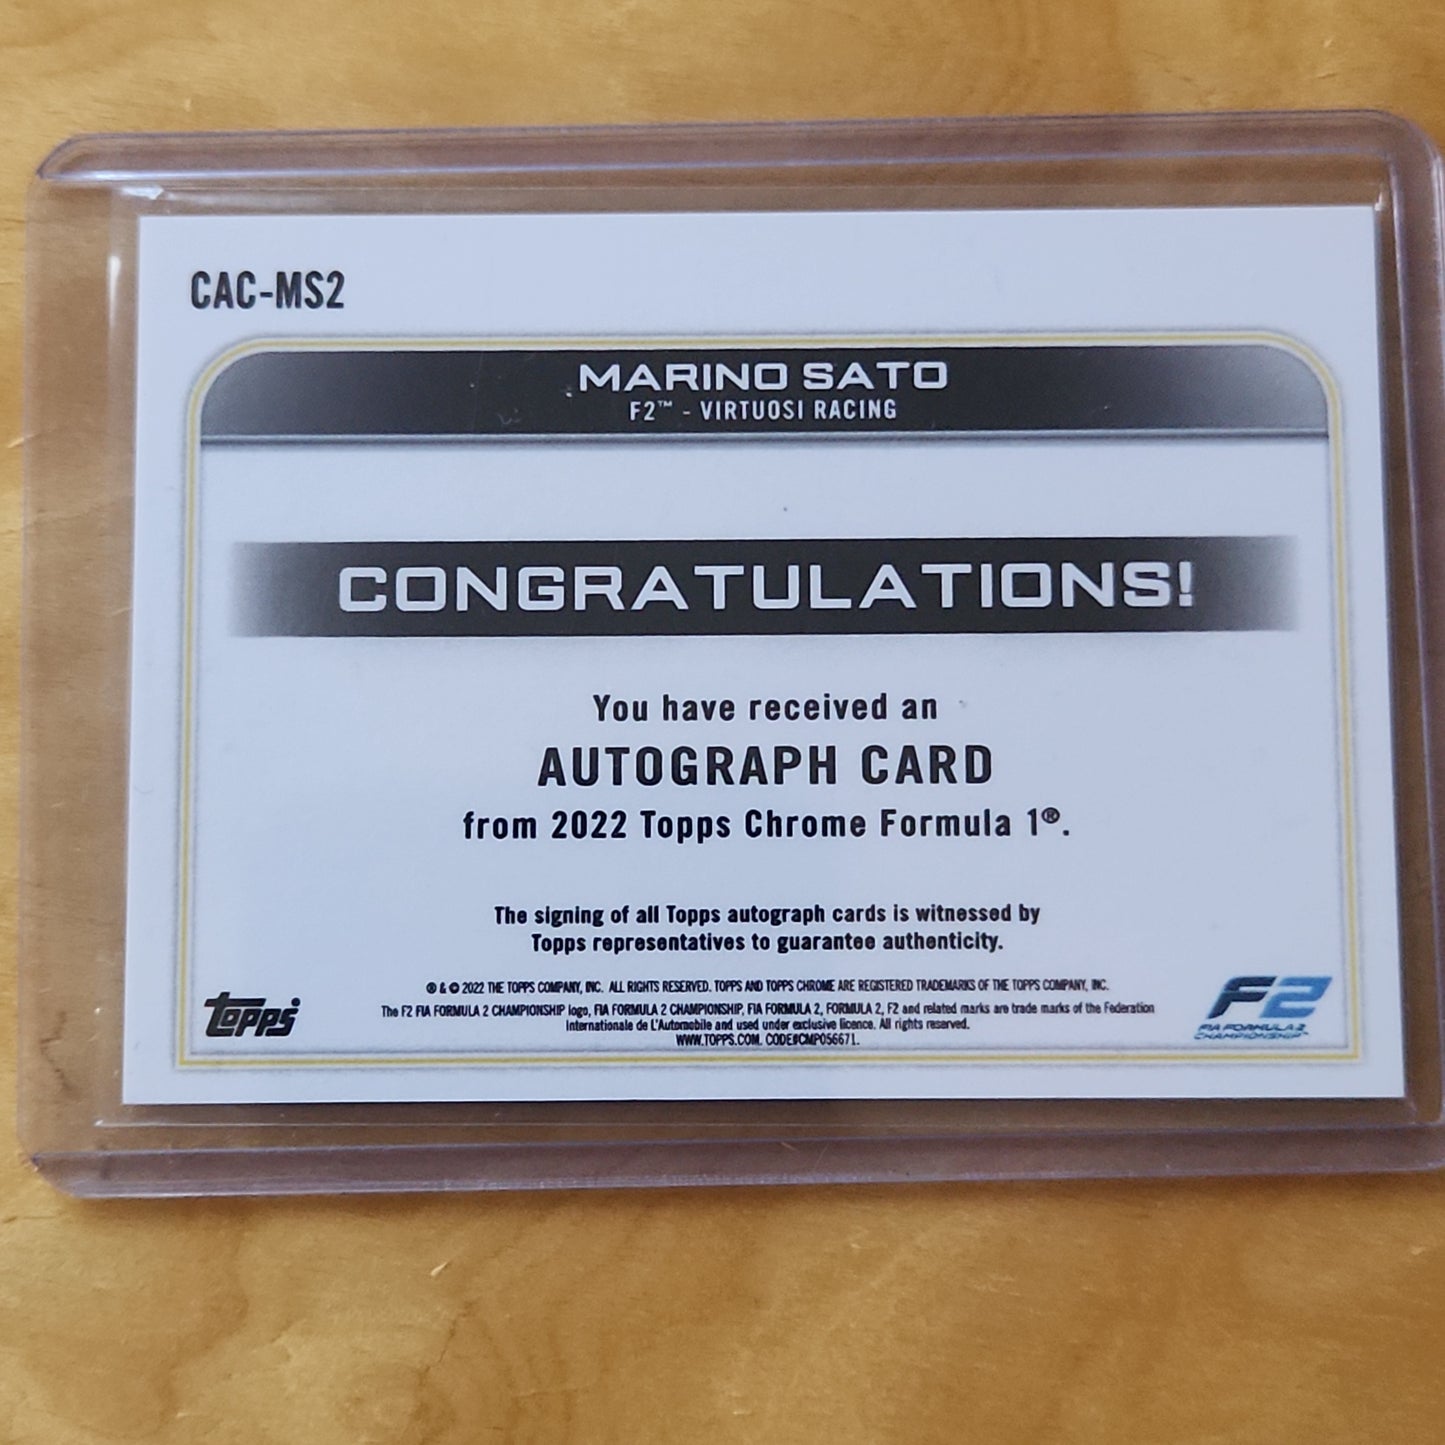 CAC-MS2
MARINO SATO
F2™ - VIRTUOSI RACING
CONGRATULATIONS!
You have received an
AUTOGRAPH CARD
from 2022 Topps Chrome Formula 1®.
The signing of all Topps autograph cards is witnessed by
Topps representatives to guarantee authenticity.
® & © 2022 THE TOPPS COMPANY, INC. ALL RIGHTS RESERVED. TOPPS AND TOPPS CHROME ARE REGISTERED TRADEMARKS OF THE TOPPS COMPANY, INC.
The F2 FIA FORMULA 2 CHAMPIONSHIP logo, FIA FORMULA 2 CHAMPIONSHIP, FIA FORMULA 2, FORMULA 2, F2 and related marks are trade marks of the Federation
Internationale de L'Automobile and used under exclusive licence. All rights reserved.
WWW.TOPPS.COM. CODE#CMP056671.
Topps
F2
FIA FORMULA 2
CHAMPIONSHIP™